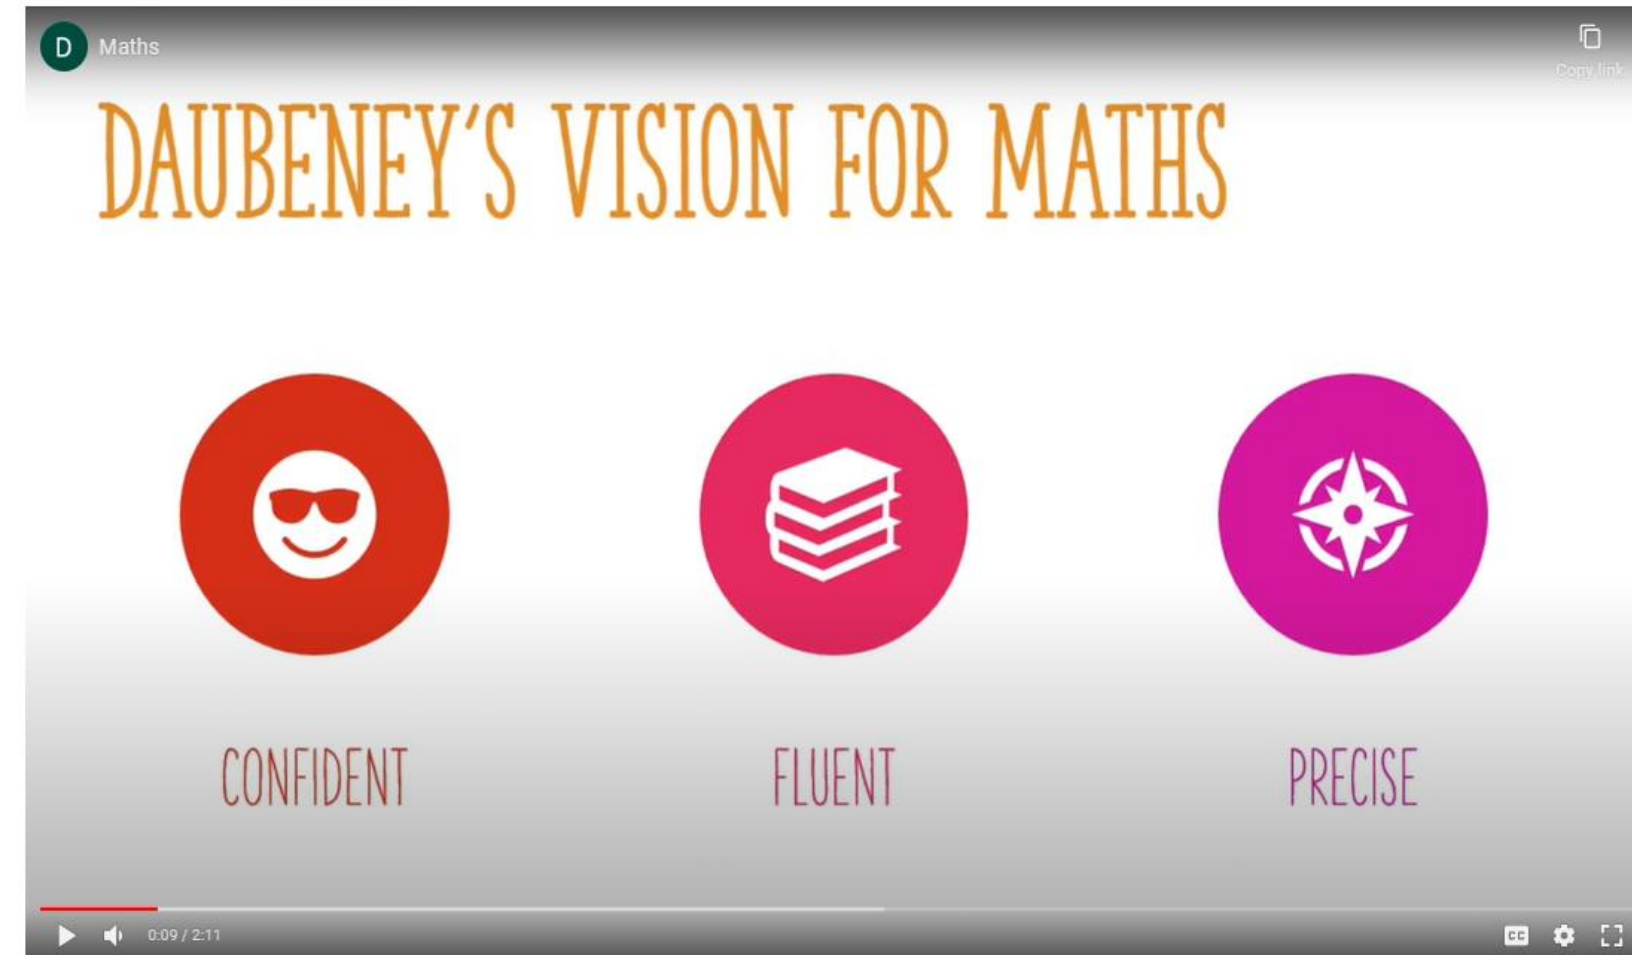 D Maths
Copy link
DAUBENEY'S VISION FOR MATHS
CONFIDENT FLUENT PRECISE
0:09 / 2:11 CC